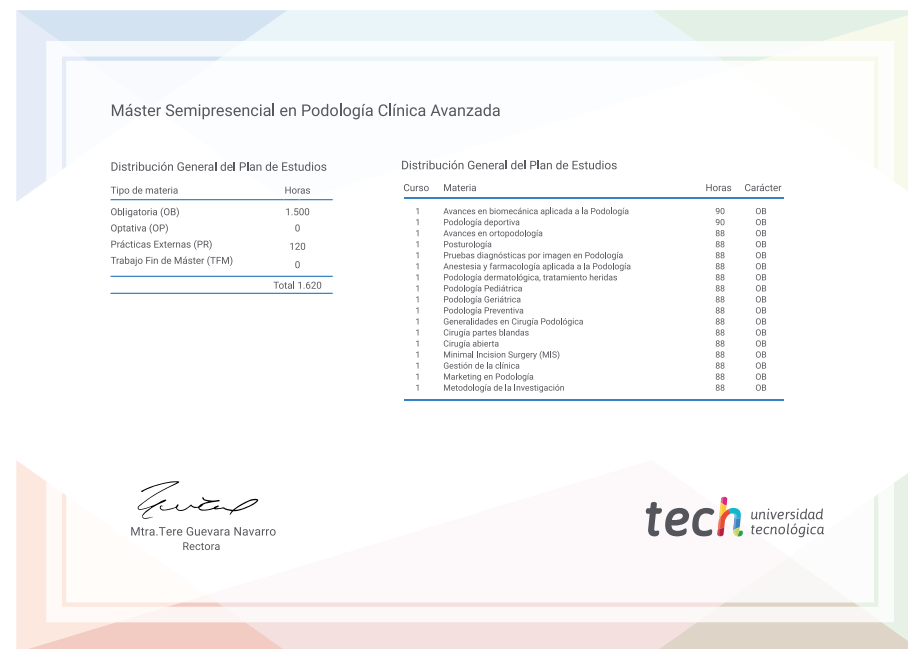 Máster Semipresencial en Podología Clínica Avanzada
Distribución General del Plan de Estudios
Tipo de materia Horas
Obligatoria (OB) 1.500
Optativa (OP) 0
Prácticas Externas (PR) 120
Trabajo Fin de Máster (TFM) 0
Total 1.620
Distribución General del Plan de Estudios
Curso Materia Horas Carácter
1 Avances en biomecánica aplicada a la Podología 90 OB
1 Podología deportiva 90 OB
1 Avances en ortopodología 88 OB
1 Posturología 88 OB
1 Pruebas diagnósticas por imagen en Podología 88 OB
1 Anestesia y farmacología aplicada a la Podología 88 OB
1 Podología dermatológica, tratamiento heridas 88 OB
1 Podología Pediátrica 88 OB
1 Podología Geriátrica 88 OB
1 Podología Preventiva 88 OB
1 Generalidades en Cirugía Podológica 88 OB
1 Cirugía partes blandas 88 OB
1 Cirugía abierta 88 OB
1 Minimal Incision Surgery (MIS) 88 OB
1 Gestión de la clínica 88 OB
1 Marketing en Podología 88 OB
1 Metodología de la Investigación 88 OB
Mtra.Tere Guevara Navarro
Rectora
tech universidad
tecnológica